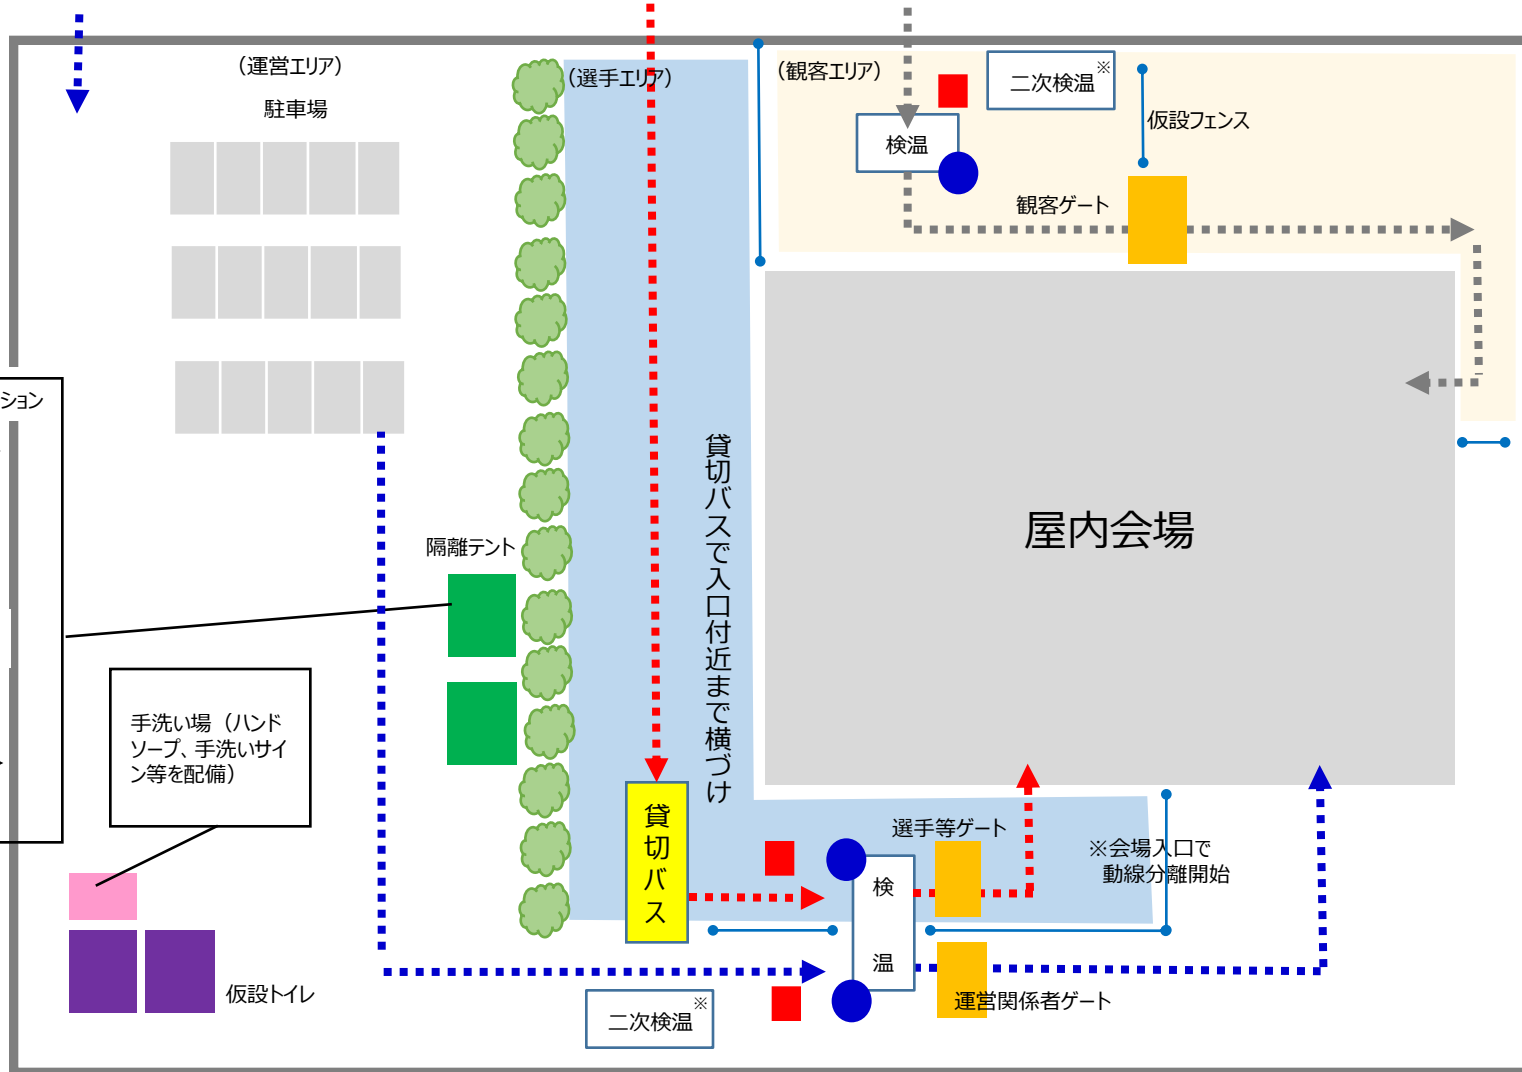 （運営エリア）
駐車場
（選手エリア）
（観客エリア）
二次検温※
検温
仮設フェンス
観客ゲート
ション
貸切バスで入口付近まで横づけ
屋内会場
隔離テント
手洗い場（ハンド
ソープ、手洗いサイ
ン等を配備）
貸切バス
選手等ゲート
※会場入口で
動線分離開始
検温
仮設トイレ
運営関係者ゲート
二次検温※